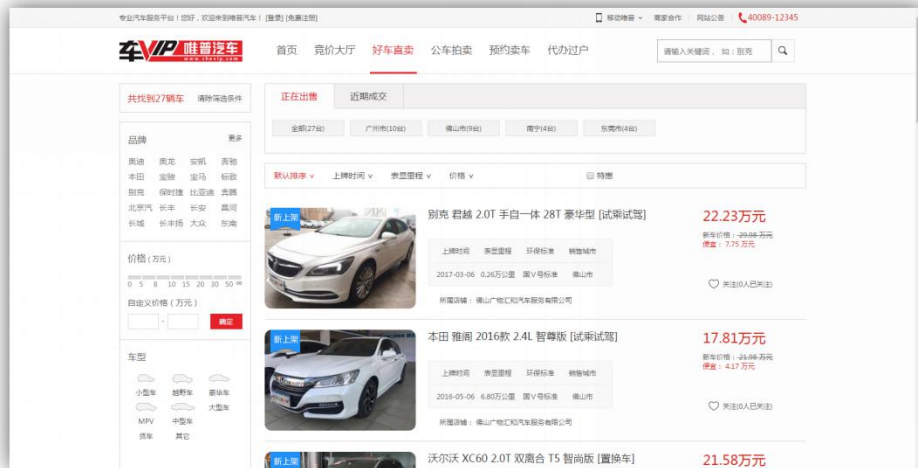 专业汽车服务平台！您好，欢迎来到唯普汽车！ [登录] [免费注册]
移动唯普 商家合作 网站公告 40089-12345
车VIP 唯普汽车 www.chevip.com
首页 竞价大厅 好车直卖 公车拍卖 预约卖车 代办过户
请输入关键词，如：别克
共找到27辆车 清除筛选条件
正在出售 近期成交
全部(27台) 广州市(10台) 佛山市(9台) 南宁(4台) 东莞市(4台)
品牌 更多
奥迪 奥龙 安凯 奔驰
本田 宝骏 宝马 标致
别克 保时捷 比亚迪 奔腾
北京汽 长丰 长安 昌河
长城 长丰扬 大众 东南
默认排序 上牌时间 表显里程 价格 特惠
价格 (万元)
0 5 8 10 15 20 30 50 ∞
自定义价格 ( 万元 )
- 确定
车型
小型车 越野车 豪华车
MPV 中型车 大型车
货车 其它
新上架
别克 君越 2.0T 手自一体 28T 豪华型 [试乘试驾]
上牌时间 表显里程 环保标准 销售城市
2017-03-06 0.26万公里 国V号标准 佛山市
所属店铺： 佛山广物汇和汽车服务有限公司
22.23万元
新车价格：29.98 万元
便宜： 7.75 万元
关注(0人已关注)
新上架
本田 雅阁 2016款 2.4L 智尊版 [试乘试驾]
上牌时间 表显里程 环保标准 销售城市
2016-05-06 6.80万公里 国V号标准 佛山市
所属店铺： 佛山广物汇和汽车服务有限公司
17.81万元
新车价格：21.98 万元
便宜： 4.17 万元
关注(0人已关注)
新上架
沃尔沃 XC60 2.0T 双离合 T5 智尚版 [置换车]
21.58万元